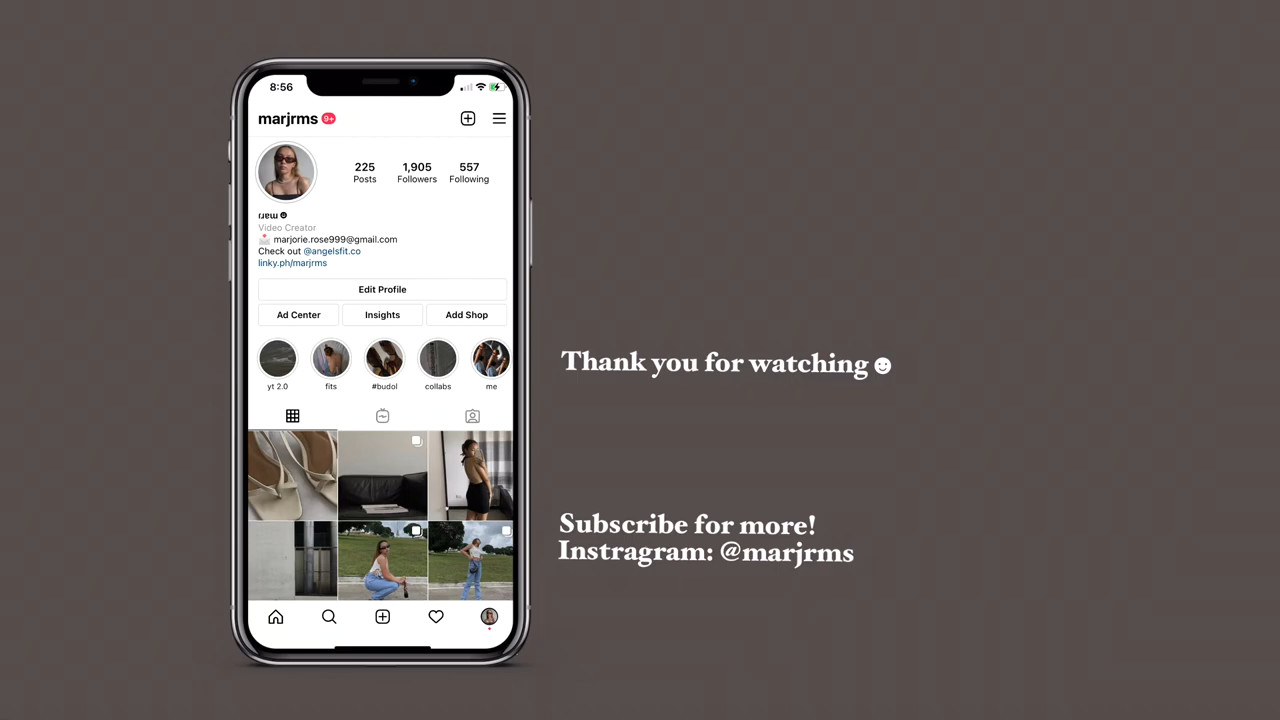 8:56
marjrms 9+
225 1,905 557
Posts Followers Following
Video Creator
marjorie.rose999@gmail.com
Check out @angelsfit.co
linky.ph/marjrms
Edit Profile
Ad Center Insights Add Shop
yt 2.0 fits #budol collabs me
Thank you for watching☻
Subscribe for more!
Instragram: @marjrms